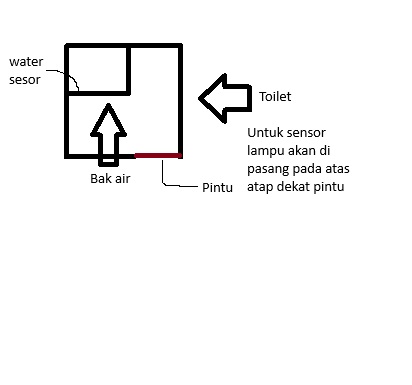 water
sesor
Toilet
Untuk sensor
lampu akan di
pasang pada atas
atap dekat pintu
Bak air
Pintu